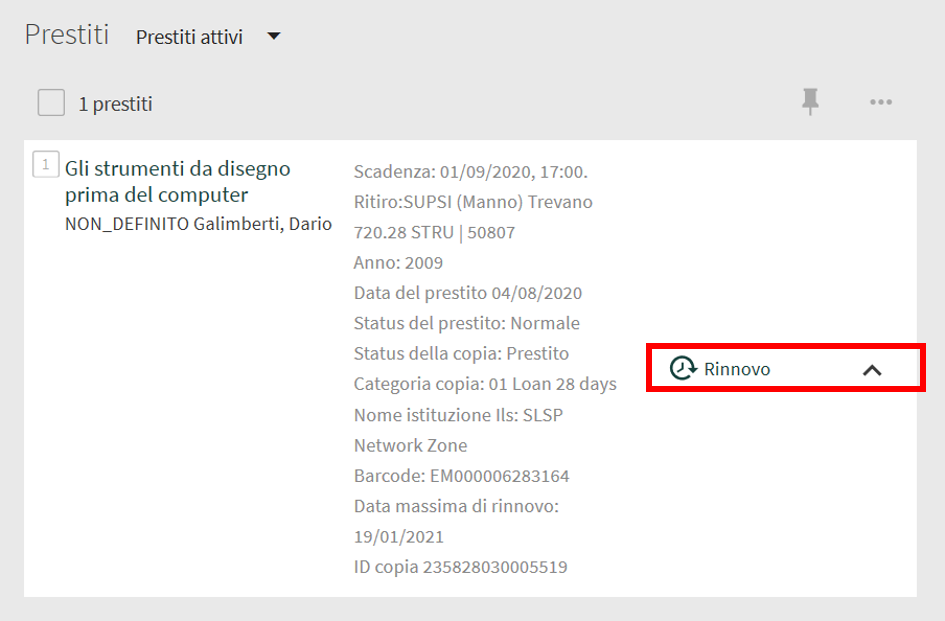 Prestiti Prestiti attivi
1 prestiti
1
Gli strumenti da disegno
prima del computer
NON_DEFINITO Galimberti, Dario
Scadenza: 01/09/2020, 17:00.
Ritiro:SUPSI (Manno) Trevano
720.28 STRU | 50807
Anno: 2009
Data del prestito 04/08/2020
Status del prestito: Normale
Status della copia: Prestito
Categoria copia: 01 Loan 28 days
Nome istituzione Ils: SLSP
Network Zone
Barcode: EM000006283164
Data massima di rinnovo:
19/01/2021
ID copia 235828030005519
Rinnovo